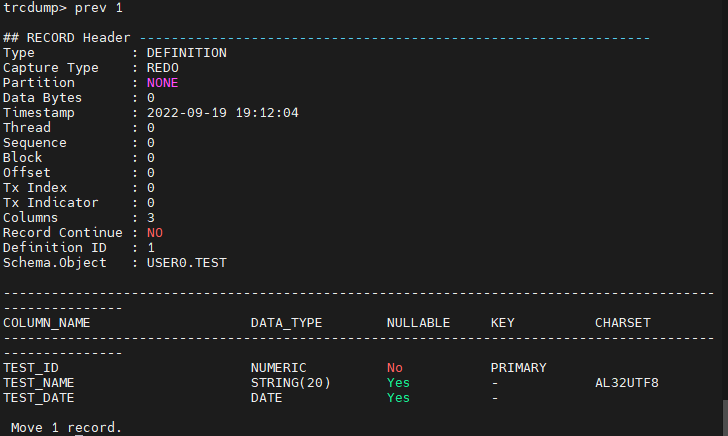 trcdump> prev 1
## RECORD Header ----------------------------------------------------------------
Type : DEFINITION
Capture Type : REDO
Partition : NONE
Data Bytes : 0
Timestamp : 2022-09-19 19:12:04
Thread : 0
Sequence : 0
Block : 0
Offset : 0
Tx Index : 0
Tx Indicator : 0
Columns : 3
Record Continue : NO
Definition ID : 1
Schema.Object : USER0.TEST
-----------------------------------------------------------------------------------------
---------------
COLUMN_NAME DATA_TYPE NULLABLE KEY CHARSET
-----------------------------------------------------------------------------------------
---------------
TEST_ID NUMERIC No PRIMARY
TEST_NAME STRING(20) Yes - AL32UTF8
TEST_DATE DATE Yes -
Move 1 record.